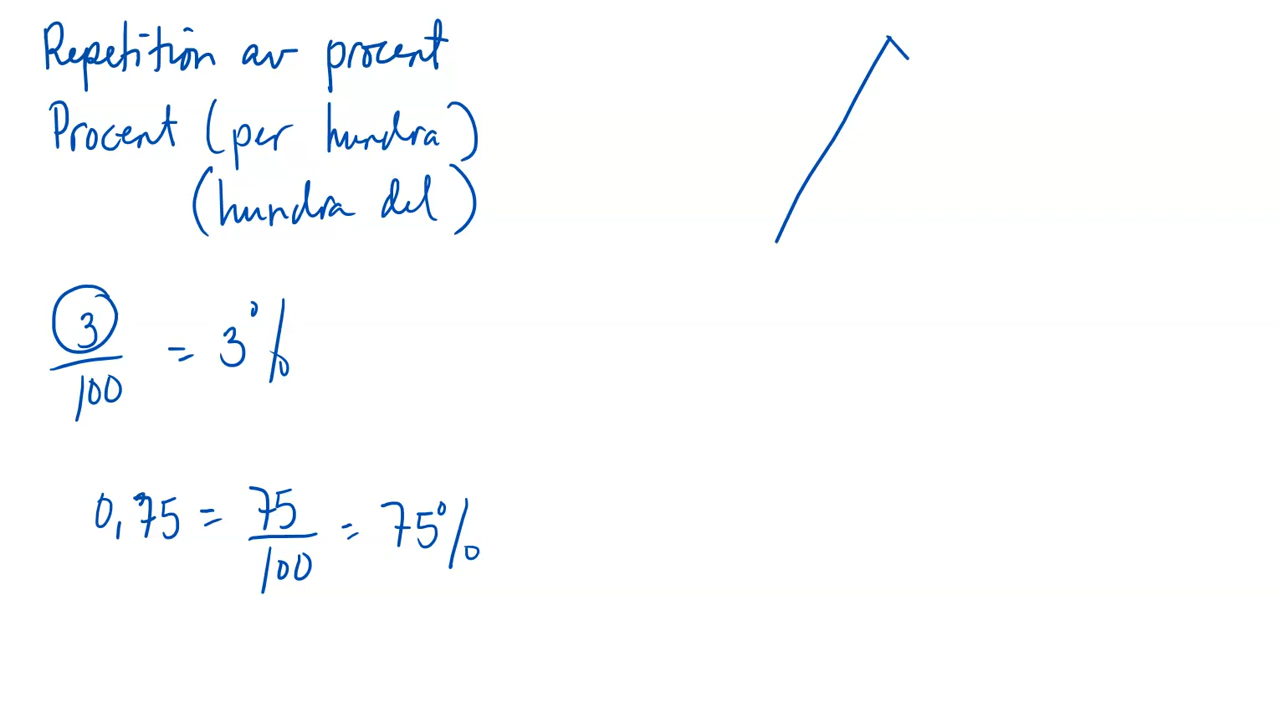 Repetition av procent
Procent (per hundra)
(hundra del)
3/100 = 3%
0,75 = 75/100 = 75%